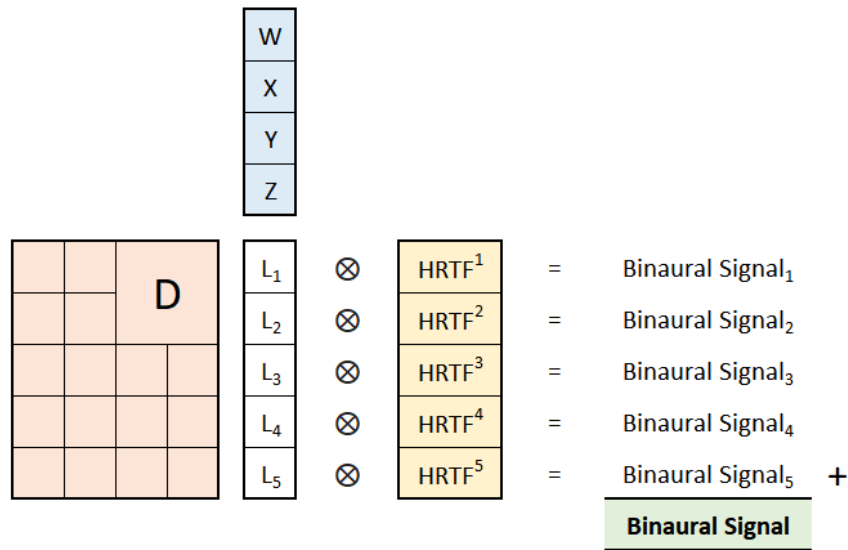 W
X
Y
Z
D
L₁ ⊗ HRTF¹ = Binaural Signal₁
L₂ ⊗ HRTF² = Binaural Signal₂
L₃ ⊗ HRTF³ = Binaural Signal₃
L₄ ⊗ HRTF⁴ = Binaural Signal₄
L₅ ⊗ HRTF⁵ = Binaural Signal₅ +
Binaural Signal